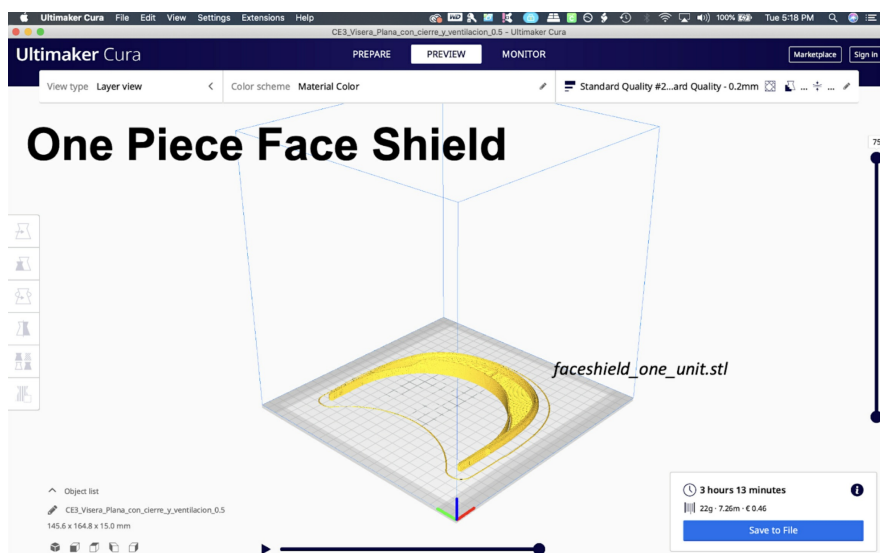 Ultimaker Cura File Edit View Settings Extensions Help 100% Tue 5:18 PM
CE3_Visera_Plana_con_cierre_y_ventilacion_0.5 - Ultimaker Cura
Ultimaker Cura PREPARE PREVIEW MONITOR Marketplace Sign in
View type Layer view Color scheme Material Color Standard Quality #2...ard Quality - 0.2mm ... ...
One Piece Face Shield
75
faceshield_one_unit.stl
Object list
CE3_Visera_Plana_con_cierre_y_ventilacion_0.5
145.6 x 164.8 x 15.0 mm
3 hours 13 minutes
22g · 7.26m · € 0.46
Save to File